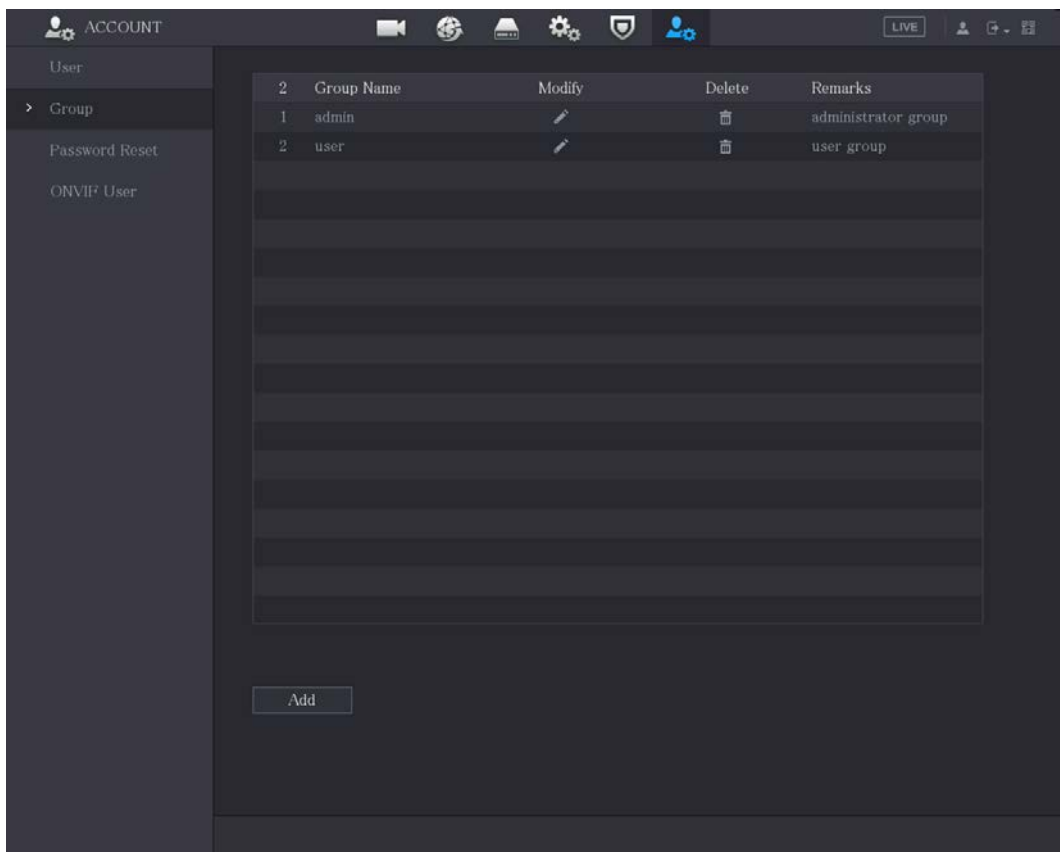 ACCOUNT LIVE
User
Group
Password Reset
ONVIF User
2 Group Name Modify Delete Remarks
1 admin administrator group
2 user user group
Add